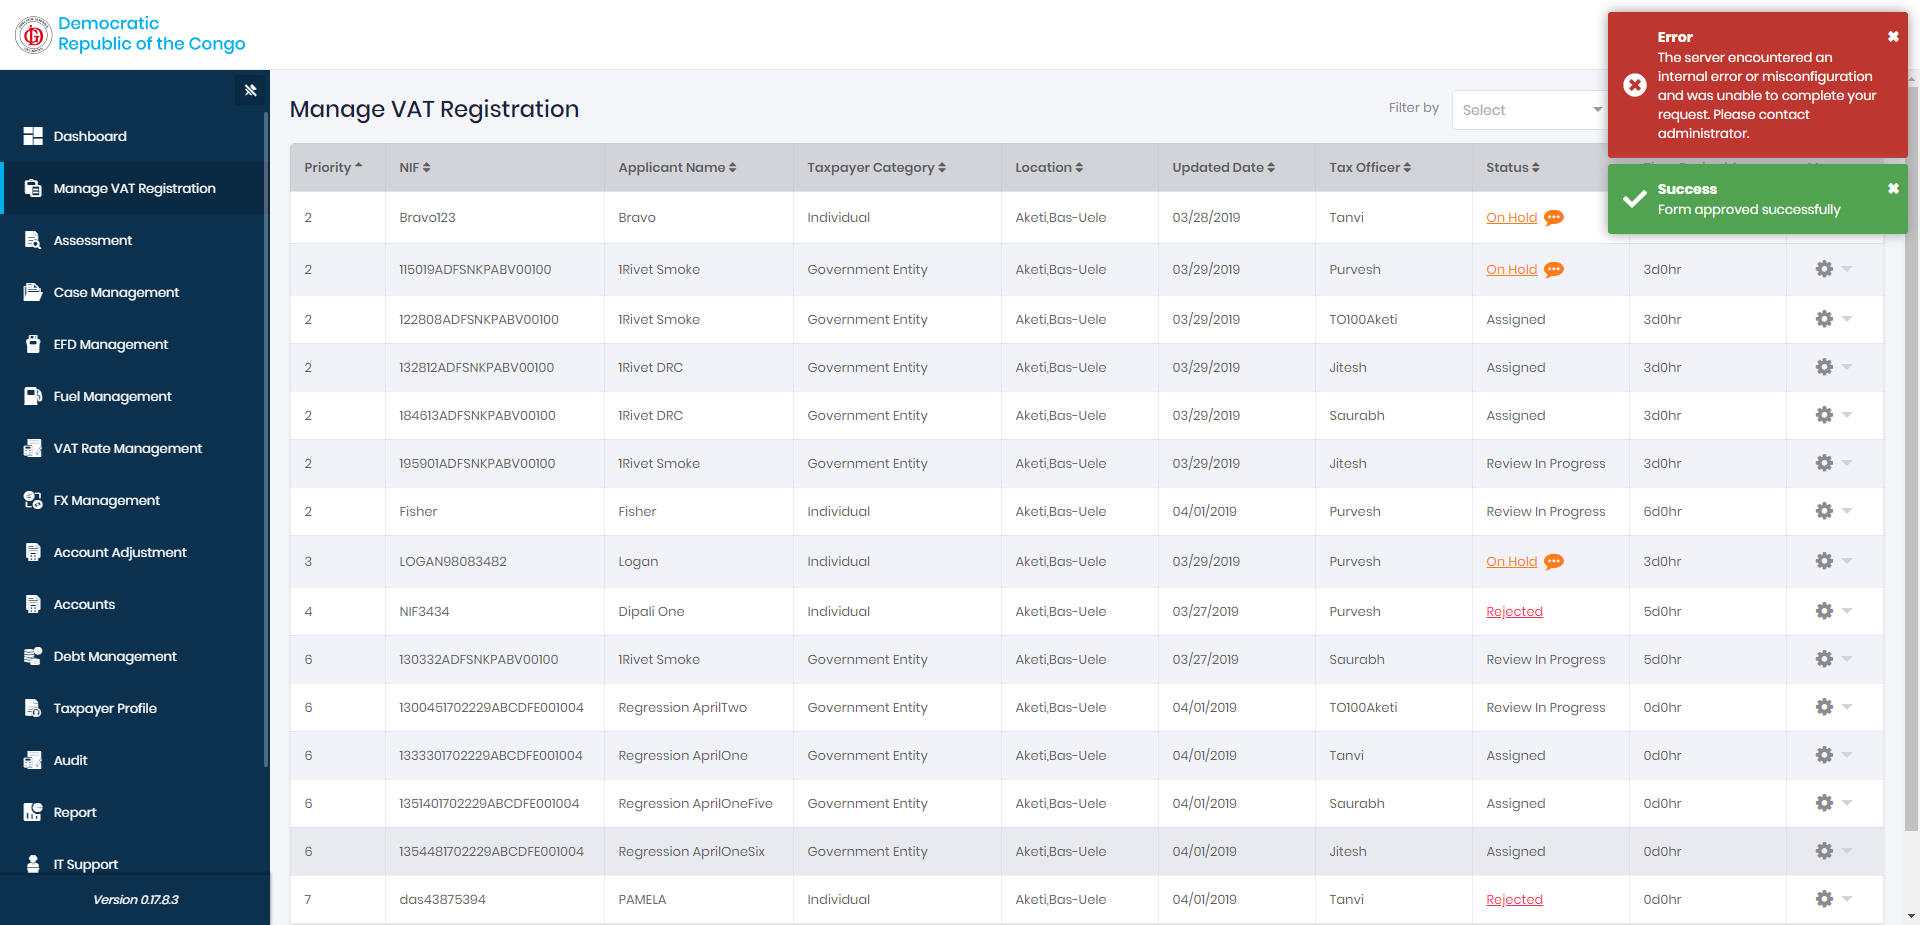 Democratic
Republic of the Congo
Error
The server encountered an
internal error or misconfiguration
and was unable to complete your
request. Please contact
administrator.
Success
Form approved successfully
Dashboard
Manage VAT Registration
Assessment
Case Management
EFD Management
Fuel Management
VAT Rate Management
FX Management
Account Adjustment
Accounts
Debt Management
Taxpayer Profile
Audit
Report
IT Support
Version 0.17.8.3
Manage VAT Registration
Filter by Select
Priority NIF Applicant Name Taxpayer Category Location Updated Date Tax Officer Status
2 Bravo123 Bravo Individual Aketi,Bas-Uele 03/28/2019 Tanvi On Hold
2 115019ADFSNKPABV00100 1Rivet Smoke Government Entity Aketi,Bas-Uele 03/29/2019 Purvesh On Hold 3d0hr
2 122808ADFSNKPABV00100 1Rivet Smoke Government Entity Aketi,Bas-Uele 03/29/2019 TO100Aketi Assigned 3d0hr
2 132812ADFSNKPABV00100 1Rivet DRC Government Entity Aketi,Bas-Uele 03/29/2019 Jitesh Assigned 3d0hr
2 184613ADFSNKPABV00100 1Rivet DRC Government Entity Aketi,Bas-Uele 03/29/2019 Saurabh Assigned 3d0hr
2 195901ADFSNKPABV00100 1Rivet Smoke Government Entity Aketi,Bas-Uele 03/29/2019 Jitesh Review In Progress 3d0hr
2 Fisher Fisher Individual Aketi,Bas-Uele 04/01/2019 Purvesh Review In Progress 6d0hr
3 LOGAN98083482 Logan Individual Aketi,Bas-Uele 03/29/2019 Purvesh On Hold 3d0hr
4 NIF3434 Dipali One Individual Aketi,Bas-Uele 03/27/2019 Purvesh Rejected 5d0hr
6 130332ADFSNKPABV00100 1Rivet Smoke Government Entity Aketi,Bas-Uele 03/27/2019 Saurabh Review In Progress 5d0hr
6 1300451702229ABCDFE001004 Regression AprilTwo Government Entity Aketi,Bas-Uele 04/01/2019 TO100Aketi Review In Progress 0d0hr
6 1333301702229ABCDFE001004 Regression AprilOne Government Entity Aketi,Bas-Uele 04/01/2019 Tanvi Assigned 0d0hr
6 1351401702229ABCDFE001004 Regression AprilOneFive Government Entity Aketi,Bas-Uele 04/01/2019 Saurabh Assigned 0d0hr
6 1354481702229ABCDFE001004 Regression AprilOneSix Government Entity Aketi,Bas-Uele 04/01/2019 Jitesh Assigned 0d0hr
7 das43875394 PAMELA Individual Aketi,Bas-Uele 04/01/2019 Tanvi Rejected 0d0hr